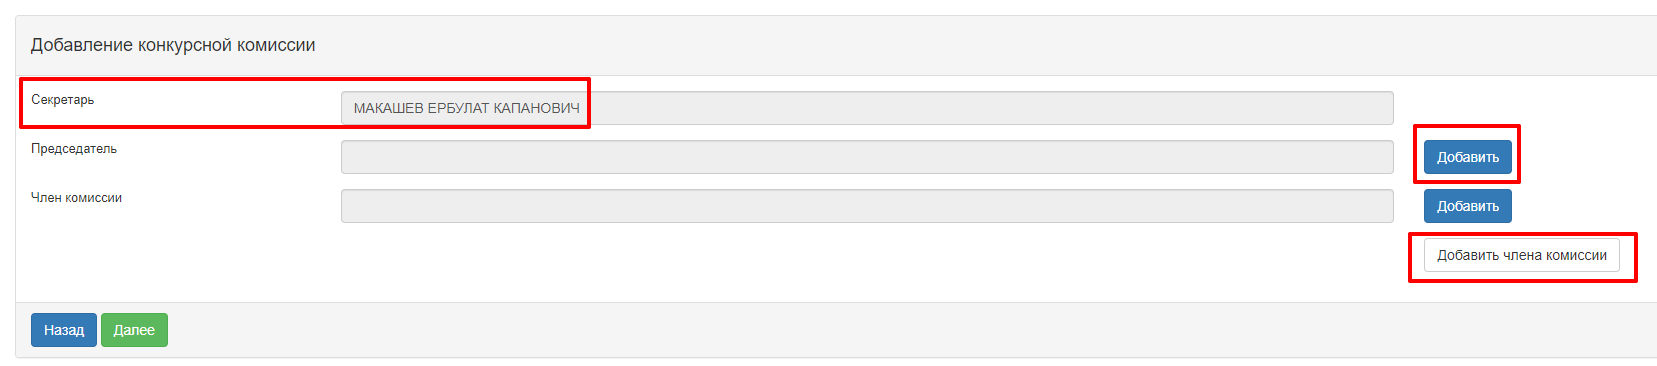 Добавление конкурсной комиссии
Секретарь МАКАШЕВ ЕРБУЛАТ КАПАНОВИЧ
Председатель Добавить
Член комиссии Добавить
Добавить члена комиссии
Назад Далее